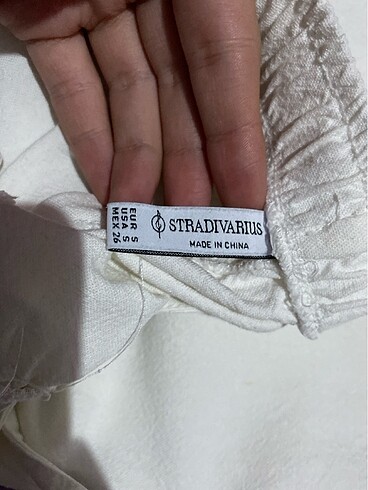 EUR S
USA S
MEX 26
STRADIVARIUS
MADE IN CHINA